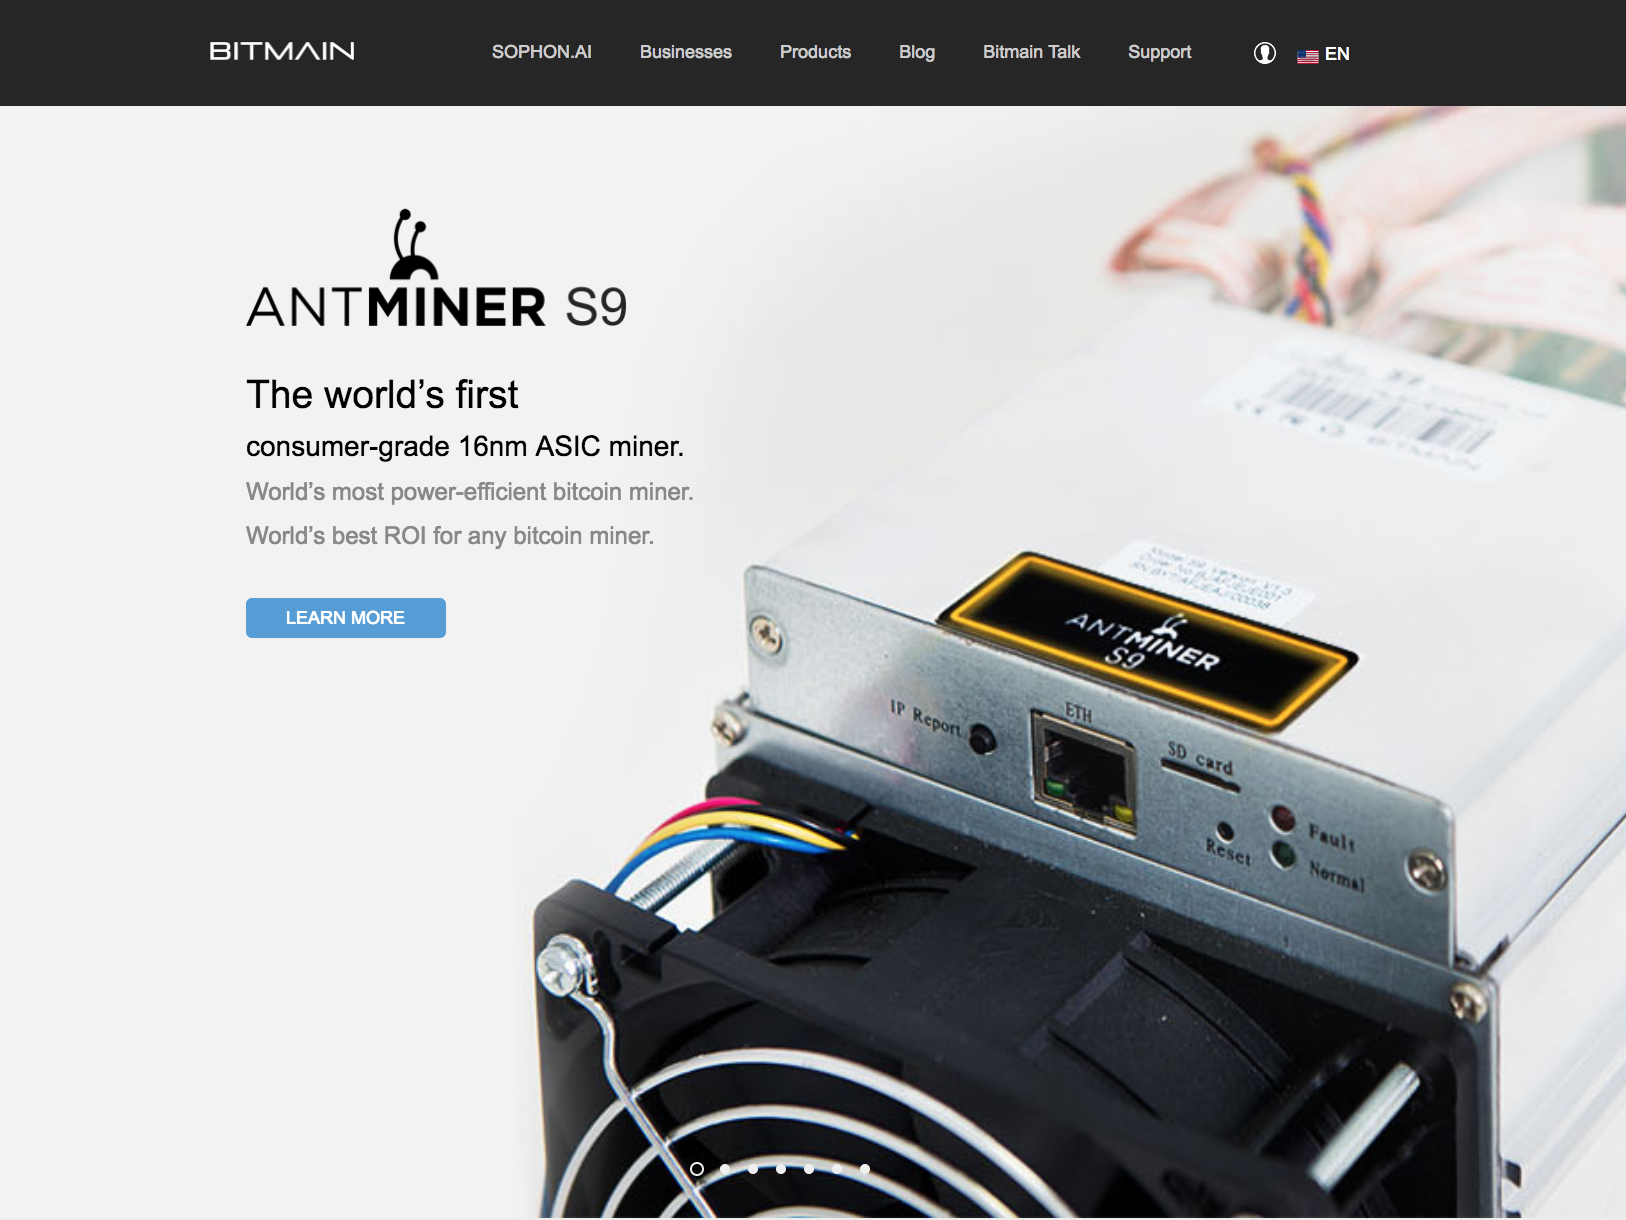 BITMAIN
SOPHON.AI Businesses Products Blog Bitmain Talk Support EN
ANTMINER S9
The world’s first
consumer-grade 16nm ASIC miner.
World’s most power-efficient bitcoin miner.
World’s best ROI for any bitcoin miner.
LEARN MORE
BITMAIN
ANTMINER
S9
IP Report
ETH
SD card
Reset
Fault
Normal